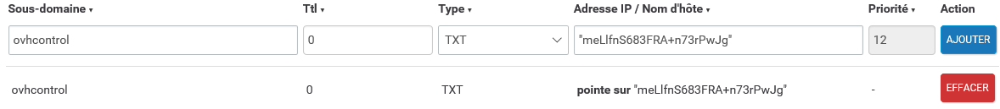 Sous-domaine ▾ Ttl ▾ Type ▾ Adresse IP / Nom d'hôte ▾ Priorité ▾ Action
ovhcontrol 0 TXT "meLlfnS683FRA+n73rPwJg" 12 AJOUTER
ovhcontrol 0 TXT pointe sur "meLlfnS683FRA+n73rPwJg" - EFFACER